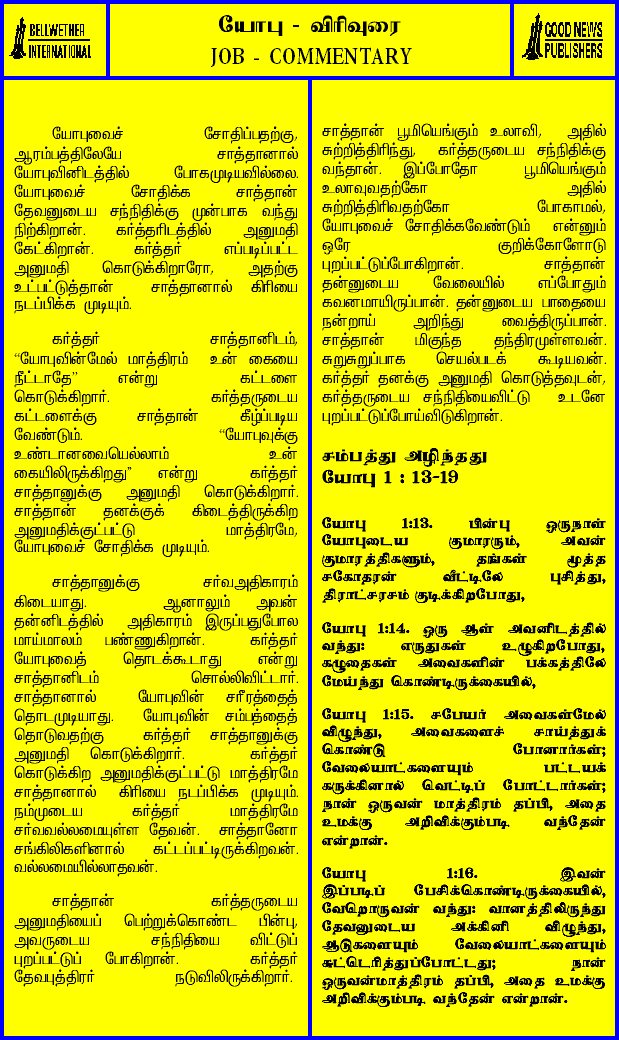 BELLWETHER
INTERNATIONAL
யோபு - விரிவுரை
JOB - COMMENTARY
GOOD NEWS
PUBLISHERS
யோபுவைச் சோதிப்பதற்கு,
ஆரம்பத்திலேயே சாத்தானால்
யோபுவினிடத்தில் போகமுடியவில்லை.
யோபுவைச் சோதிக்க சாத்தான்
தேவனுடைய சந்நிதிக்கு முன்பாக வந்து
நிற்கிறான். கர்த்தரிடத்தில் அனுமதி
கேட்கிறான். கர்த்தர் எப்படிப்பட்ட
அனுமதி கொடுக்கிறாரோ, அதற்கு
உட்பட்டுத்தான் சாத்தானால் கிரியை
நடப்பிக்க முடியும்.
கர்த்தர் சாத்தானிடம்,
“யோபுவின்மேல் மாத்திரம் உன் கையை
நீட்டாதே” என்று கட்டளை
கொடுக்கிறார். கர்த்தருடைய
கட்டளைக்கு சாத்தான் கீழ்ப்படிய
வேண்டும். “யோபுவுக்கு
உண்டானவையெல்லாம் உன்
கையிலிருக்கிறது” என்று கர்த்தர்
சாத்தானுக்கு அனுமதி கொடுக்கிறார்.
சாத்தான் தனக்குக் கிடைத்திருக்கிற
அனுமதிக்குட்பட்டு மாத்திரமே,
யோபுவைச் சோதிக்க முடியும்.
சாத்தானுக்கு சர்வஅதிகாரம்
கிடையாது. ஆனாலும் அவன்
தன்னிடத்தில் அதிகாரம் இருப்பதுபோல
மாய்மாலம் பண்ணுகிறான். கர்த்தர்
யோபுவைத் தொடக்கூடாது என்று
சாத்தானிடம் சொல்லிவிட்டார்.
சாத்தானால் யோபுவின் சரீரத்தைத்
தொடமுடியாது. யோபுவின் சம்பத்தைத்
தொடுவதற்கு கர்த்தர் சாத்தானுக்கு
அனுமதி கொடுக்கிறார். கர்த்தர்
கொடுக்கிற அனுமதிக்குட்பட்டு மாத்திரமே
சாத்தானால் கிரியை நடப்பிக்க முடியும்.
நம்முடைய கர்த்தர் மாத்திரமே
சர்வவல்லமையுள்ள தேவன். சாத்தானோ
சங்கிலிகளினால் கட்டப்பட்டிருக்கிறவன்.
வல்லமையில்லாதவன்.
சாத்தான் கர்த்தருடைய
அனுமதியைப் பெற்றுக்கொண்ட பின்பு,
அவருடைய சந்நிதியை விட்டுப்
புறப்பட்டுப் போகிறான். கர்த்தர்
தேவபுத்திரர் நடுவிலிருக்கிறார்.
சாத்தான் பூமியெங்கும் உலாவி, அதில்
சுற்றித்திரிந்து, கர்த்தருடைய சந்நிதிக்கு
வந்தான். இப்போதோ பூமியெங்கும்
உலாவுவதற்கோ அதில்
சுற்றித்திரிவதற்கோ போகாமல்,
யோபுவைச் சோதிக்கவேண்டும் என்னும்
ஒரே குறிக்கோளோடு
புறப்பட்டுப்போகிறான். சாத்தான்
தன்னுடைய வேலையில் எப்போதும்
கவனமாயிருப்பான். தன்னுடைய பாதையை
நன்றாய் அறிந்து வைத்திருப்பான்.
சாத்தான் மிகுந்த தந்திரமுள்ளவன்.
சுறுசுறுப்பாக செயல்படக் கூடியவன்.
கர்த்தர் தனக்கு அனுமதி கொடுத்தவுடன்,
கர்த்தருடைய சந்நிதியைவிட்டு உடனே
புறப்பட்டுப்போய்விடுகிறான்.
சம்பத்து அழிந்தது
யோபு 1 : 13-19
யோபு 1:13. பின்பு ஒருநாள்
யோபுடைய குமாரரும், அவன்
குமாரத்திகளும், தங்கள் மூத்த
சகோதரன் வீட்டிலே புசித்து,
திராட்சரசம் குடிக்கிறபோது,
யோபு 1:14. ஒரு ஆள் அவனிடத்தில்
வந்து: எருதுகள் உழுகிறபோது,
கழுதைகள் அவைகளின் பக்கத்திலே
மேய்ந்து கொண்டிருக்கையில்,
யோபு 1:15. சபேயர் அவைகள்மேல்
விழுந்து, அவைகளைச் சாய்த்துக்
கொண்டு போனார்கள்;
வேலையாட்களையும் பட்டயக்
கருக்கினால் வெட்டிப் போட்டார்கள்;
நான் ஒருவன் மாத்திரம் தப்பி, அதை
உமக்கு அறிவிக்கும்படி வந்தேன்
என்றான்.
யோபு 1:16. இவன்
இப்படிப் பேசிக்கொண்டிருக்கையில்,
வேறொருவன் வந்து: வானத்திலிருந்து
தேவனுடைய அக்கினி விழுந்து,
ஆடுகளையும் வேலையாட்களையும்
சுட்டெரித்துப்போட்டது; நான்
ஒருவன்மாத்திரம் தப்பி, அதை உமக்கு
அறிவிக்கும்படி வந்தேன் என்றான்.